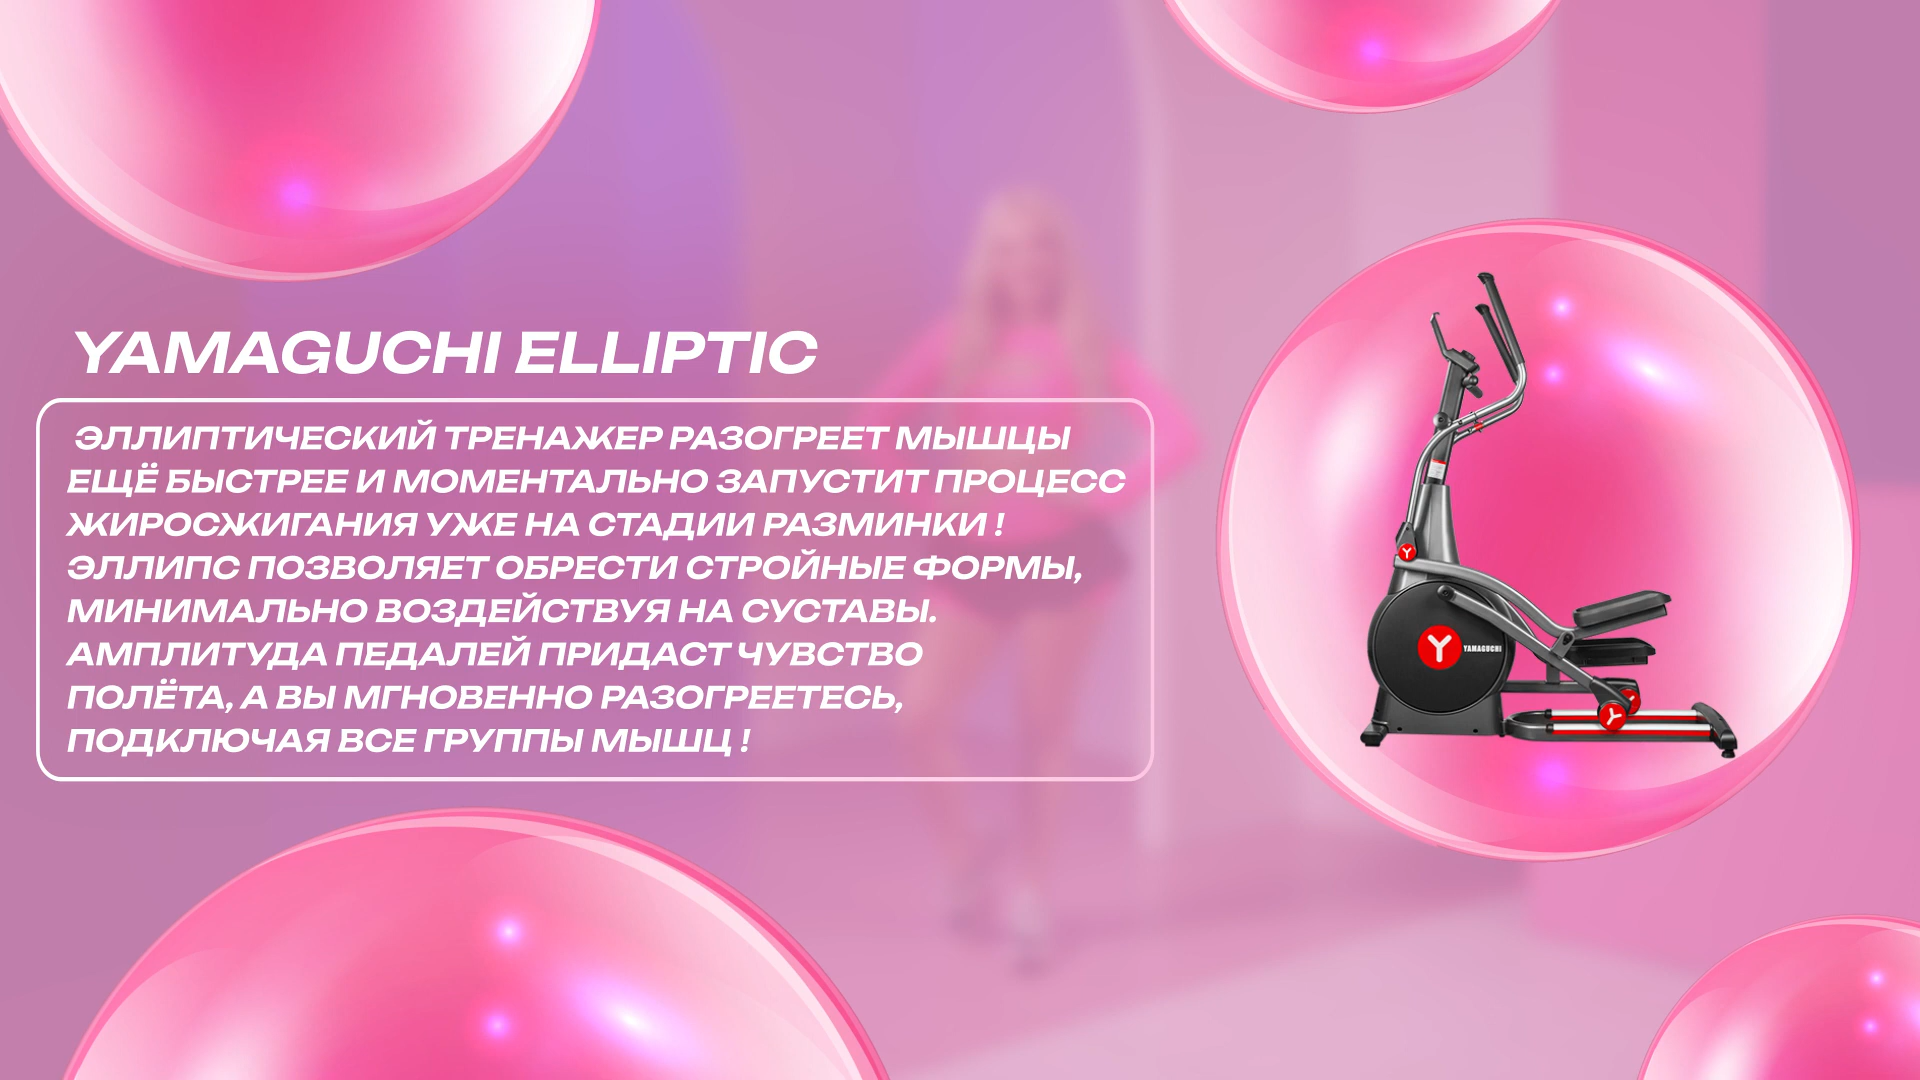 YAMAGUCHI ELLIPTIC
ЭЛЛИПТИЧЕСКИЙ ТРЕНАЖЕР РАЗОГРЕЕТ МЫШЦЫ
ЕЩЁ БЫСТРЕЕ И МОМЕНТАЛЬНО ЗАПУСТИТ ПРОЦЕСС
ЖИРОСЖИГАНИЯ УЖЕ НА СТАДИИ РАЗМИНКИ !
ЭЛЛИПС ПОЗВОЛЯЕТ ОБРЕСТИ СТРОЙНЫЕ ФОРМЫ,
МИНИМАЛЬНО ВОЗДЕЙСТВУЯ НА СУСТАВЫ.
АМПЛИТУДА ПЕДАЛЕЙ ПРИДАСТ ЧУВСТВО
ПОЛЁТА, А ВЫ МГНОВЕННО РАЗОГРЕЕТЕСЬ,
ПОДКЛЮЧАЯ ВСЕ ГРУППЫ МЫШЦ !
Y YAMAGUCHI